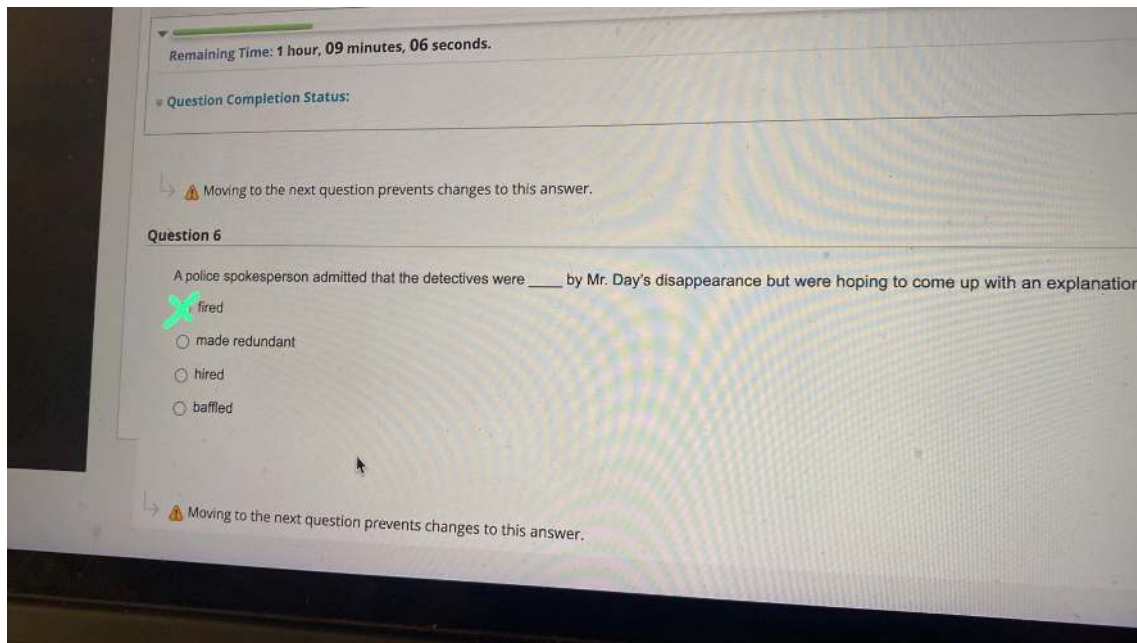 Remaining Time: 1 hour, 09 minutes, 06 seconds.
Question Completion Status:
Moving to the next question prevents changes to this answer.
Question 6
A police spokesperson admitted that the detectives were ____ by Mr. Day's disappearance but were hoping to come up with an explanation
fired
made redundant
hired
baffled
Moving to the next question prevents changes to this answer.